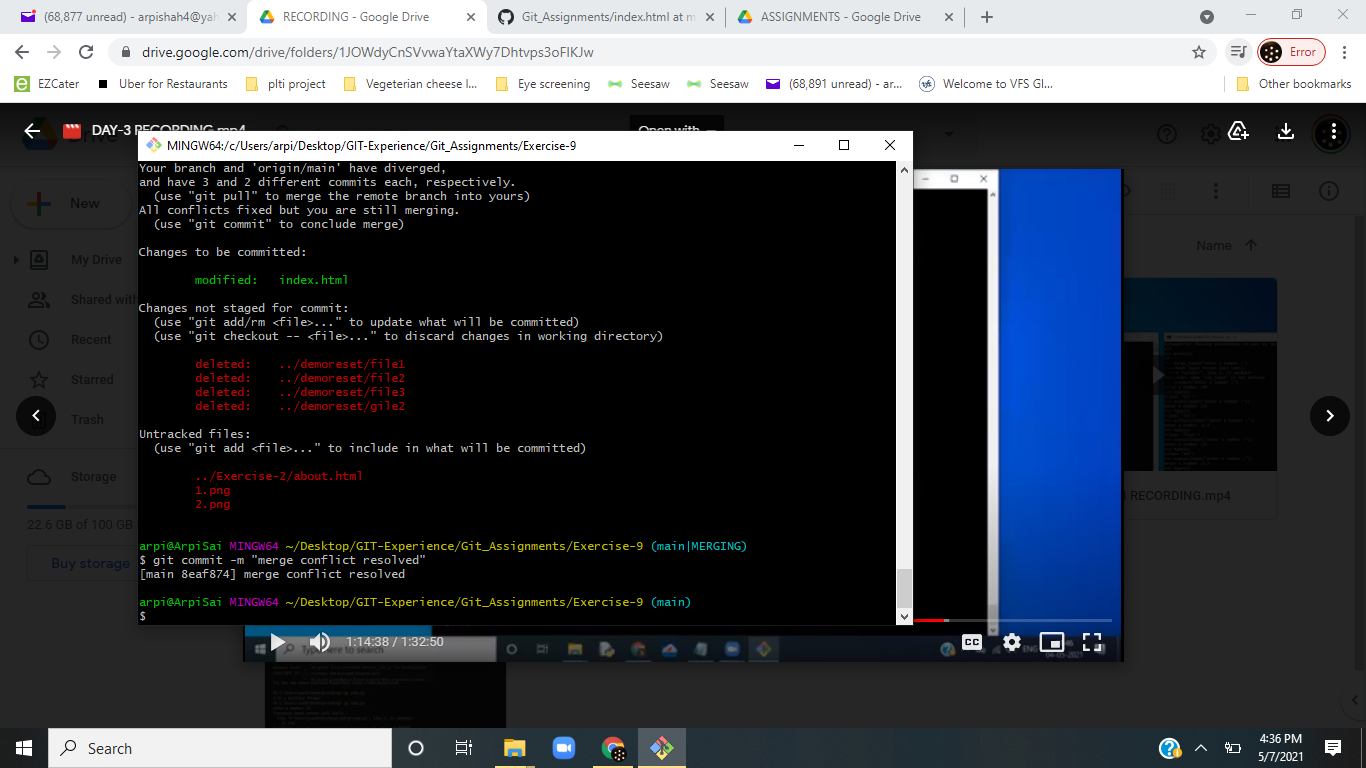 (68,877 unread) - arpishah4@yah
RECORDING - Google Drive
Git_Assignments/index.html at m
ASSIGNMENTS - Google Drive
drive.google.com/drive/folders/1JOWdyCnSVvwaYtaXWy7Dhtvps3oFIKJw
Error
EZCater
Uber for Restaurants
plti project
Vegeterian cheese l...
Eye screening
Seesaw
Seesaw
(68,891 unread) - ar...
Welcome to VFS Gl...
Other bookmarks
DAY-3 RECORDING.mp4
Open with
MINGW64:/c/Users/arpi/Desktop/GIT-Experience/Git_Assignments/Exercise-9
Your branch and 'origin/main' have diverged,
and have 3 and 2 different commits each, respectively.
(use "git pull" to merge the remote branch into yours)
All conflicts fixed but you are still merging.
(use "git commit" to conclude merge)
Changes to be committed:
modified: index.html
Changes not staged for commit:
(use "git add/rm <file>..." to update what will be committed)
(use "git checkout -- <file>..." to discard changes in working directory)
deleted: ../demoreset/file1
deleted: ../demoreset/file2
deleted: ../demoreset/file3
deleted: ../demoreset/gile2
Untracked files:
(use "git add <file>..." to include in what will be committed)
../Exercise-2/about.html
1.png
2.png
arpi@ArpiSai MINGW64 ~/Desktop/GIT-Experience/Git_Assignments/Exercise-9 (main|MERGING)
$ git commit -m "merge conflict resolved"
[main 8eaf874] merge conflict resolved
arpi@ArpiSai MINGW64 ~/Desktop/GIT-Experience/Git_Assignments/Exercise-9 (main)
$
New
My Drive
Shared with
Recent
Starred
Trash
Storage
22.6 GB of 100 GB
Buy storage
Name
RECORDING.mp4
1:14:38 / 1:32:50
CC
Type here to search
ENG
04-05-2021
Search
4:36 PM
5/7/2021